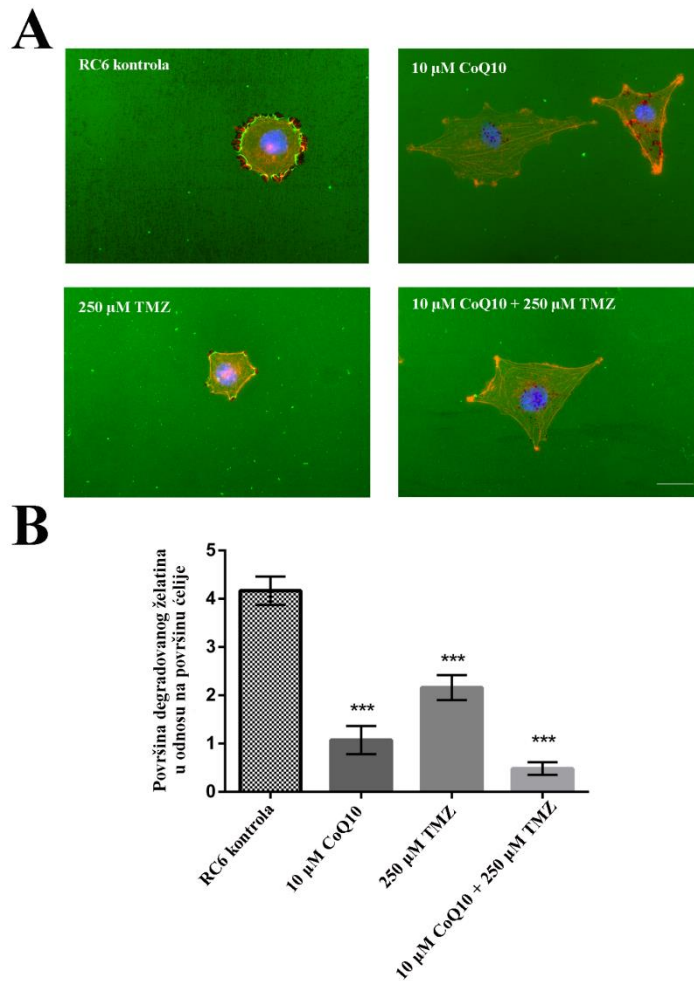 A
RC6 kontrola
10 μM CoQ10
250 μM TMZ
10 μM CoQ10 + 250 μM TMZ
B
Površina degradovanog želatina
u odnosu na površinu ćelije
5
4
3
2
1
0
***
***
***
RC6 kontrola
10 μM CoQ10
250 μM TMZ
10 μM CoQ10 + 250 μM TMZ